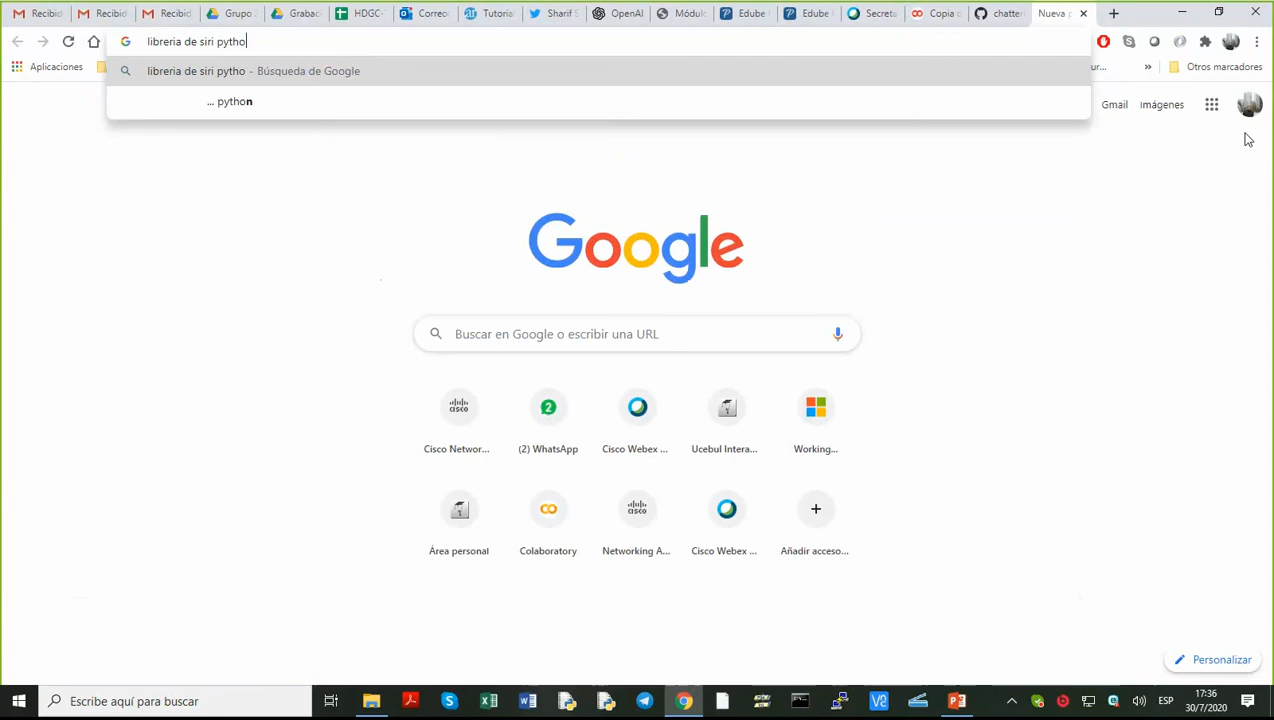 Recibid
Recibid
Recibid
Grupo 2
Grabac
HDGC-
Correo
Tutorial
Sharif S
OpenAI
Módulo
Edube
Edube
Secreta
Copia
chatter
Nueva p
libreria de siri pytho
Aplicaciones
Otros marcadores
libreria de siri pytho - Búsqueda de Google
... python
Gmail
Imágenes
Google
Buscar en Google o escribir una URL
Cisco Networ...
(2) WhatsApp
Cisco Webex ...
Ucebul Intera...
Working...
Área personal
Colaboratory
Networking A...
Cisco Webex ...
Añadir acceso...
Personalizar
Escribe aquí para buscar
ESP
17:36
30/7/2020